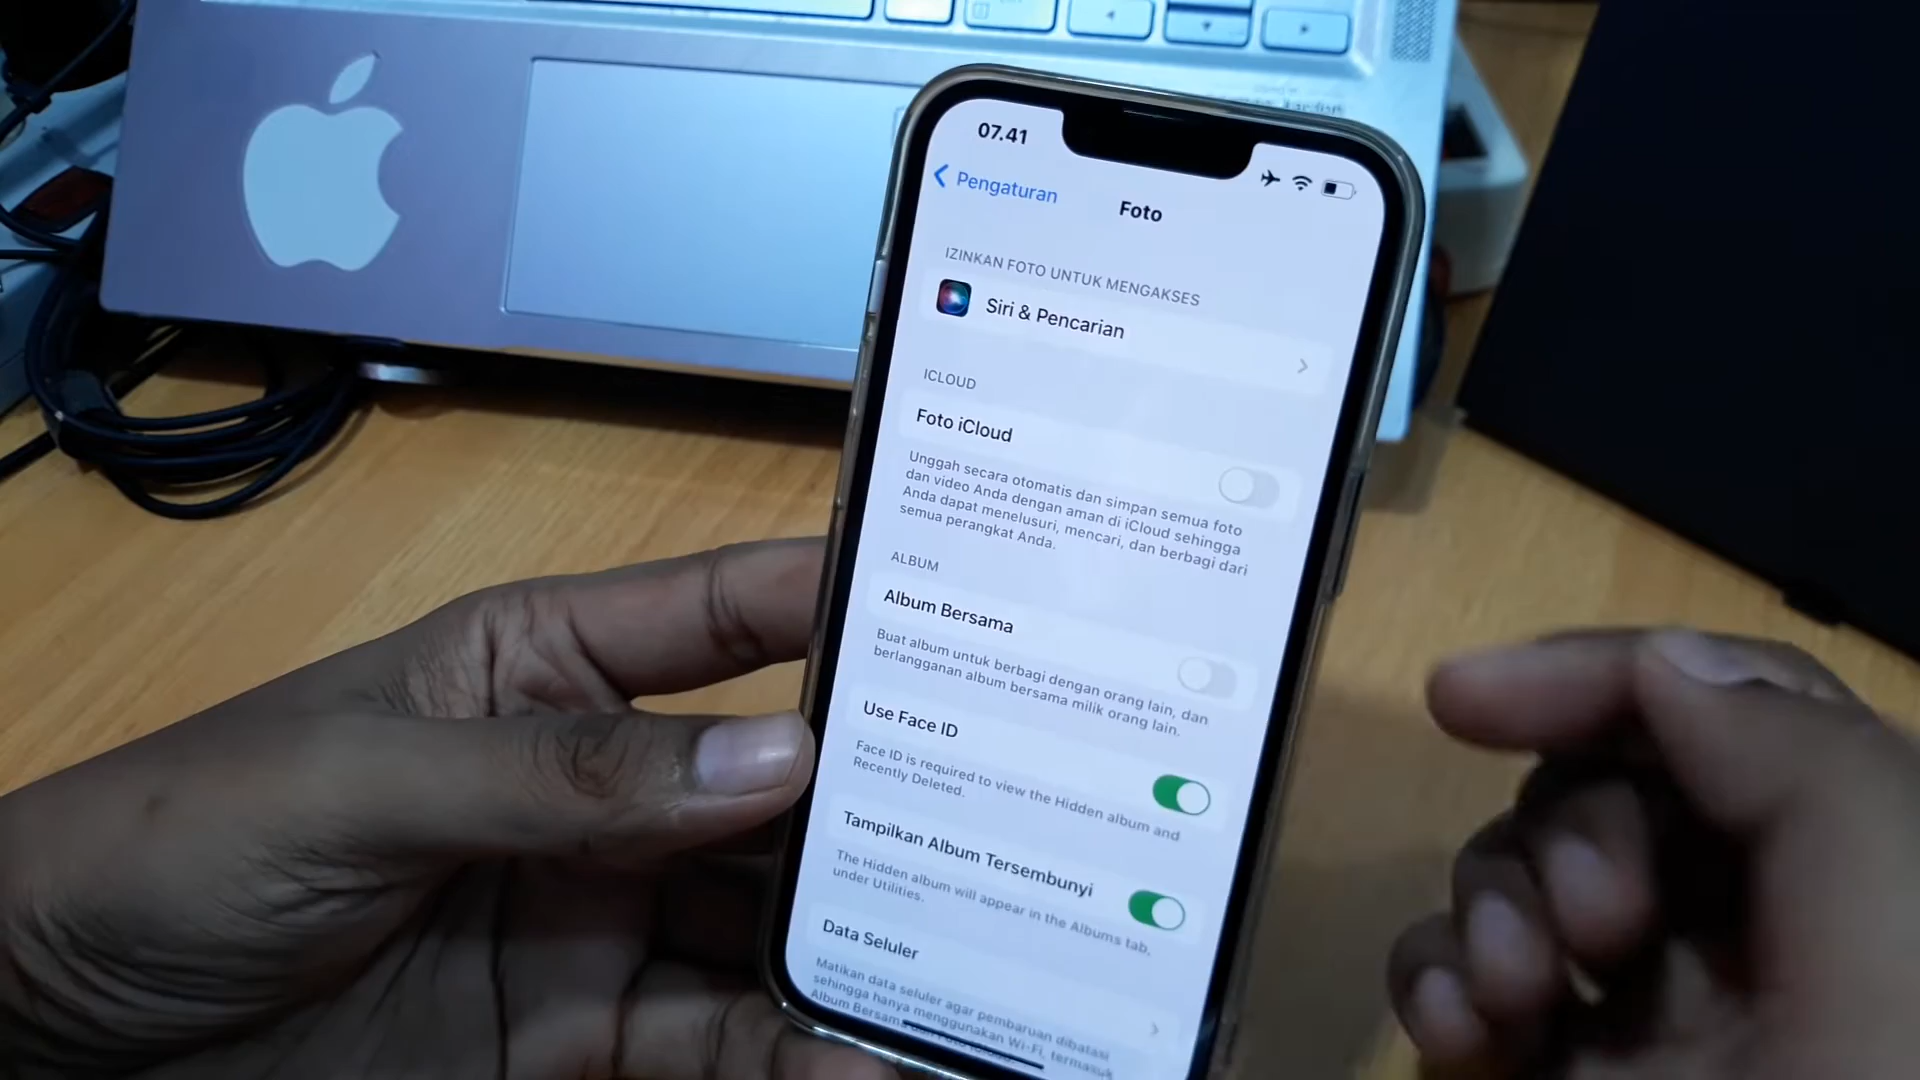 07.41
Pengaturan
Foto
IZINKAN FOTO UNTUK MENGAKSES
Siri & Pencarian
ICLOUD
Foto iCloud
Unggah secara otomatis dan simpan semua foto
dan video Anda dengan aman di iCloud sehingga
Anda dapat menelusuri, mencari, dan berbagi dari
semua perangkat Anda.
ALBUM
Album Bersama
Buat album untuk berbagi dengan orang lain, dan
berlangganan album bersama milik orang lain.
Use Face ID
Face ID is required to view the Hidden album and
Recently Deleted.
Tampilkan Album Tersembunyi
The Hidden album will appear in the Albums tab,
under Utilities.
Data Seluler
Matikan data seluler agar pembaruan dibatasi
sehingga hanya menggunakan Wi-Fi, termasuk
Album Bersama dan Foto iCloud.